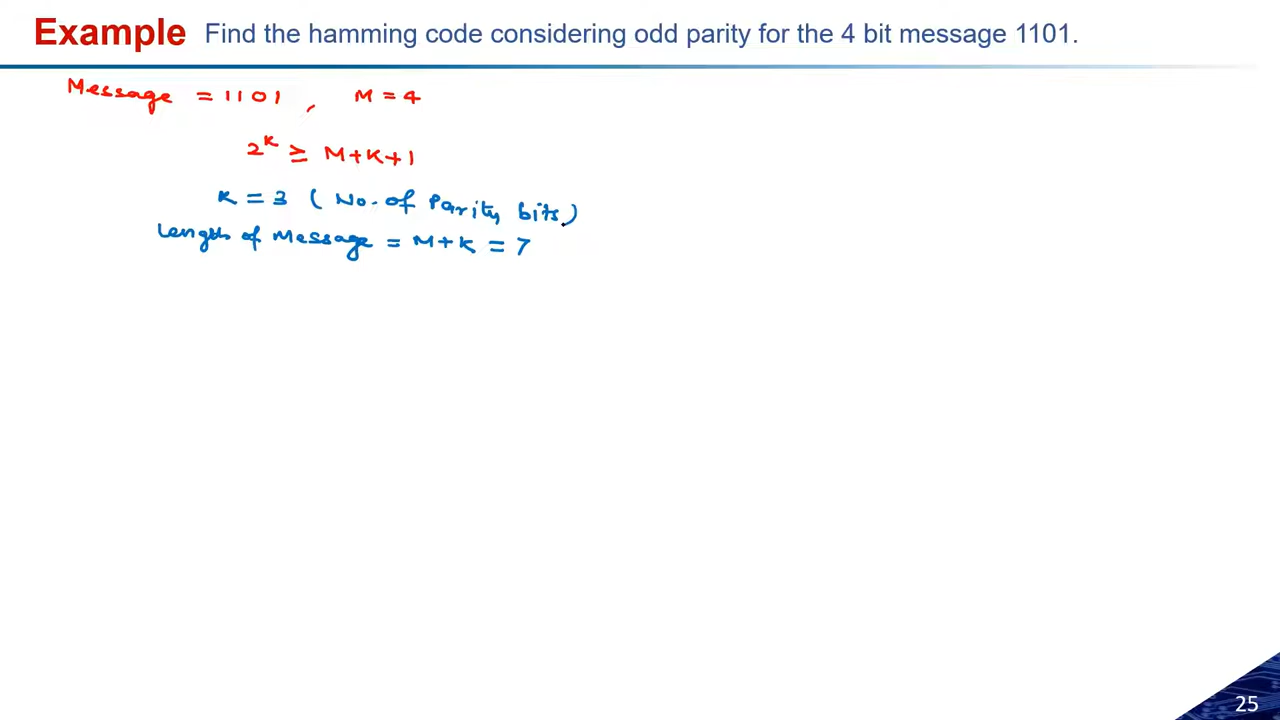 Example Find the hamming code considering odd parity for the 4 bit message 1101.
Message = 1101 , M = 4
2^K ≥ M+K+1
K = 3 ( No. of Parity bits)
Length of Message = M+K = 7
25